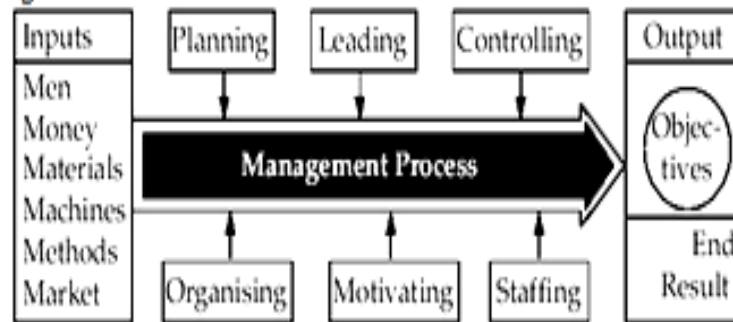 Inputs
Men
Money
Materials
Machines
Methods
Market
Planning
Leading
Controlling
Management Process
Organising
Motivating
Staffing
Output
Objec-
tives
End
Result